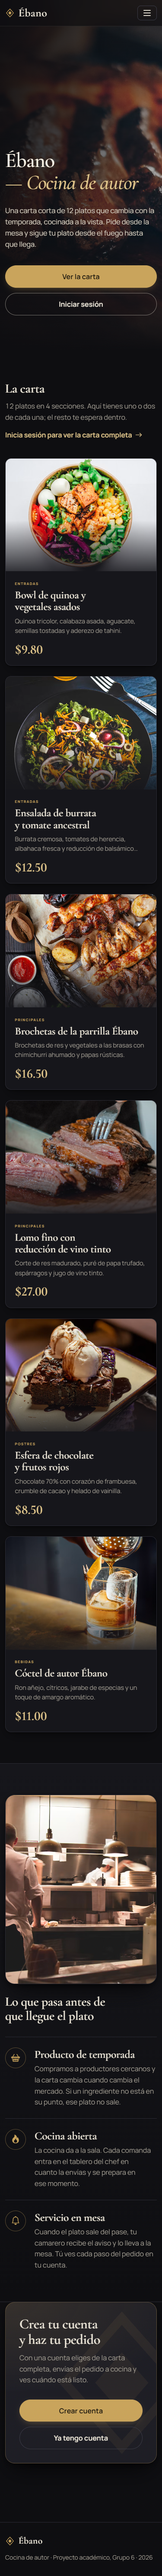 Ébano
Ébano
— Cocina de autor
Una carta corta de 12 platos que cambia con la
temporada, cocinada a la vista. Pide desde la
mesa y sigue tu plato desde el fuego hasta
que llega.
Ver la carta
Iniciar sesión
La carta
12 platos en 4 secciones. Aquí tienes uno o dos
de cada una; el resto te espera dentro.
Inicia sesión para ver la carta completa →
ENTRADAS
Bowl de quinoa y
vegetales asados
Quinoa tricolor, calabaza asada, aguacate,
semillas tostadas y aderezo de tahini.
$9.80
ENTRADAS
Ensalada de burrata
y tomate ancestral
Burrata cremosa, tomates de herencia,
albahaca fresca y reducción de balsámico...
$12.50
PRINCIPALES
Brochetas de la parrilla Ébano
Brochetas de res y vegetales a las brasas con
chimichurri ahumado y papas rústicas.
$16.50
PRINCIPALES
Lomo fino con
reducción de vino tinto
Corte de res madurado, puré de papa trufado,
espárragos y jugo de vino tinto.
$27.00
POSTRES
Esfera de chocolate
y frutos rojos
Chocolate 70% con corazón de frambuesa,
crumble de cacao y helado de vainilla.
$8.50
BEBIDAS
Cóctel de autor Ébano
Ron añejo, cítricos, jarabe de especias y un
toque de amargo aromático.
$11.00
Lo que pasa antes de
que llegue el plato
Producto de temporada
Compramos a productores cercanos y
la carta cambia cuando cambia el
mercado. Si un ingrediente no está en
su punto, ese plato no sale.
Cocina abierta
La cocina da a la sala. Cada comanda
entra en el tablero del chef en
cuanto la envías y se prepara en
ese momento.
Servicio en mesa
Cuando el plato sale del pase, tu
camarero recibe el aviso y lo lleva a la
mesa. Tú ves cada paso del pedido en
tu cuenta.
Crea tu cuenta
y haz tu pedido
Con una cuenta eliges de la carta
completa, envías el pedido a cocina y
ves cuándo está listo.
Crear cuenta
Ya tengo cuenta
Ébano
Cocina de autor · Proyecto académico, Grupo 6 · 2026